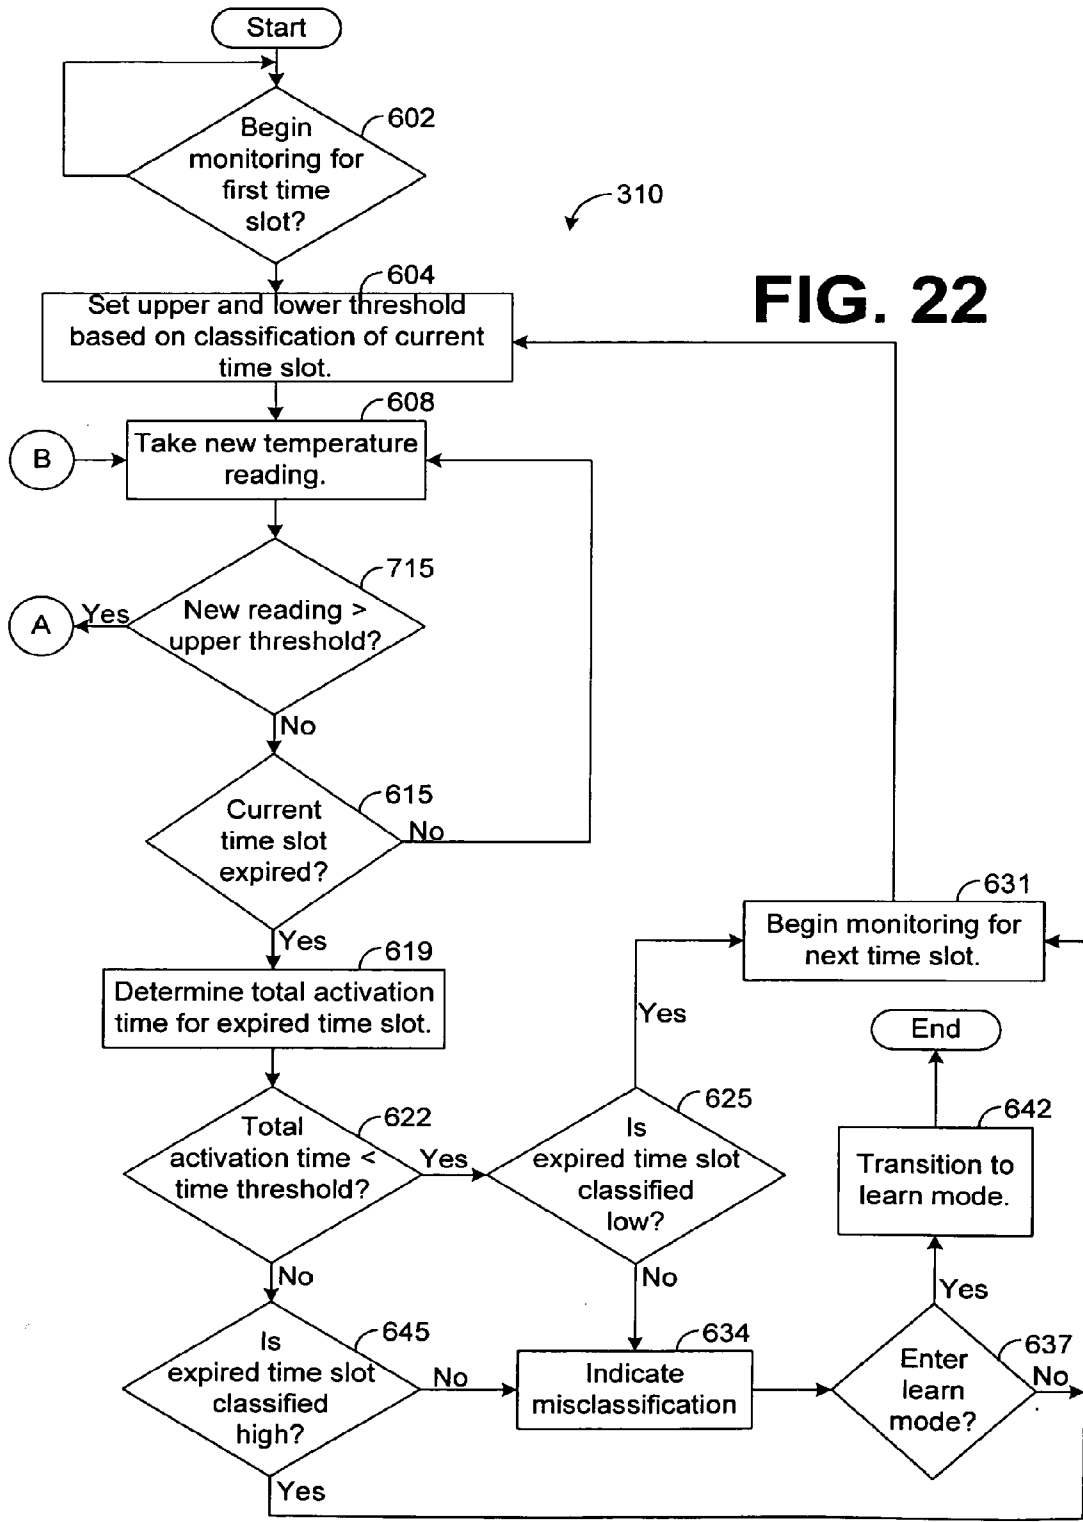 Start
602
Begin
monitoring for
first time
slot?
310
FIG. 22
604
Set upper and lower threshold
based on classification of current
time slot.
608
B
Take new temperature
reading.
715
A
Yes
New reading >
upper threshold?
No
615
Current
time slot
expired?
No
Yes
631
Begin monitoring for
next time slot.
619
Determine total activation
time for expired time slot.
Yes
End
622
Total
activation time <
time threshold?
Yes
625
Is
expired time slot
classified
low?
642
Transition to
learn mode.
No
No
Yes
645
Is
expired time slot
classified
high?
No
634
Indicate
misclassification
637
Enter
learn
mode?
No
Yes